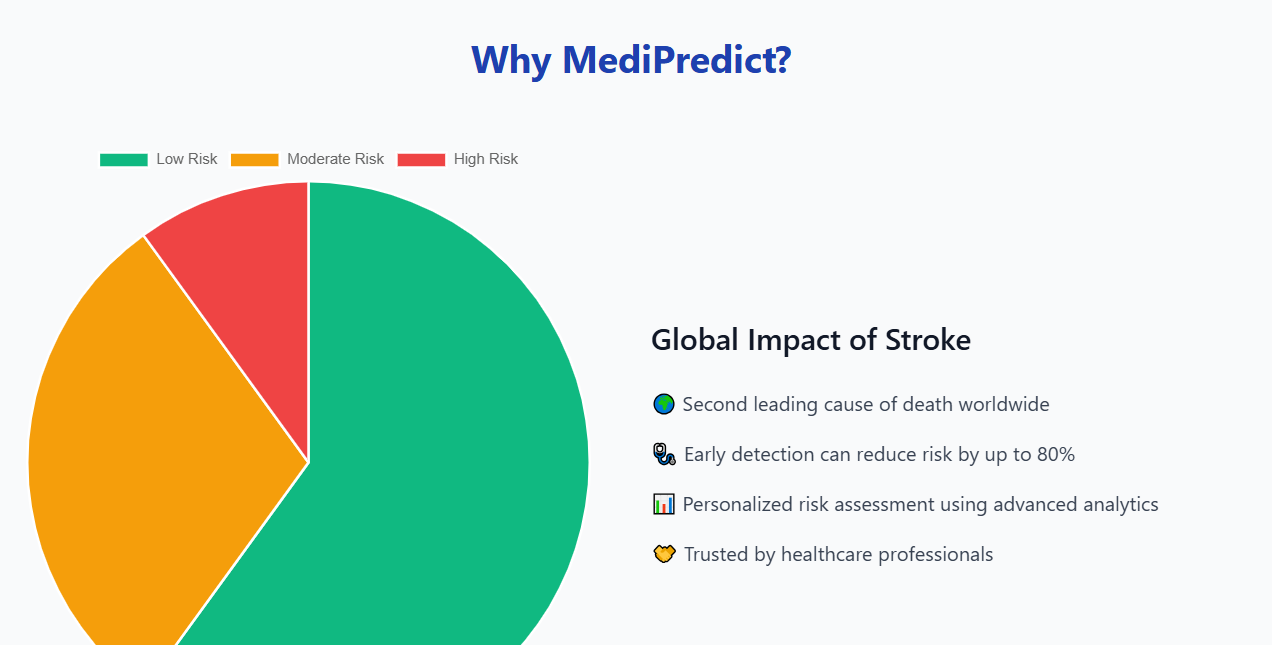 Why MediPredict?
Low Risk Moderate Risk High Risk
Global Impact of Stroke
Second leading cause of death worldwide
Early detection can reduce risk by up to 80%
Personalized risk assessment using advanced analytics
Trusted by healthcare professionals